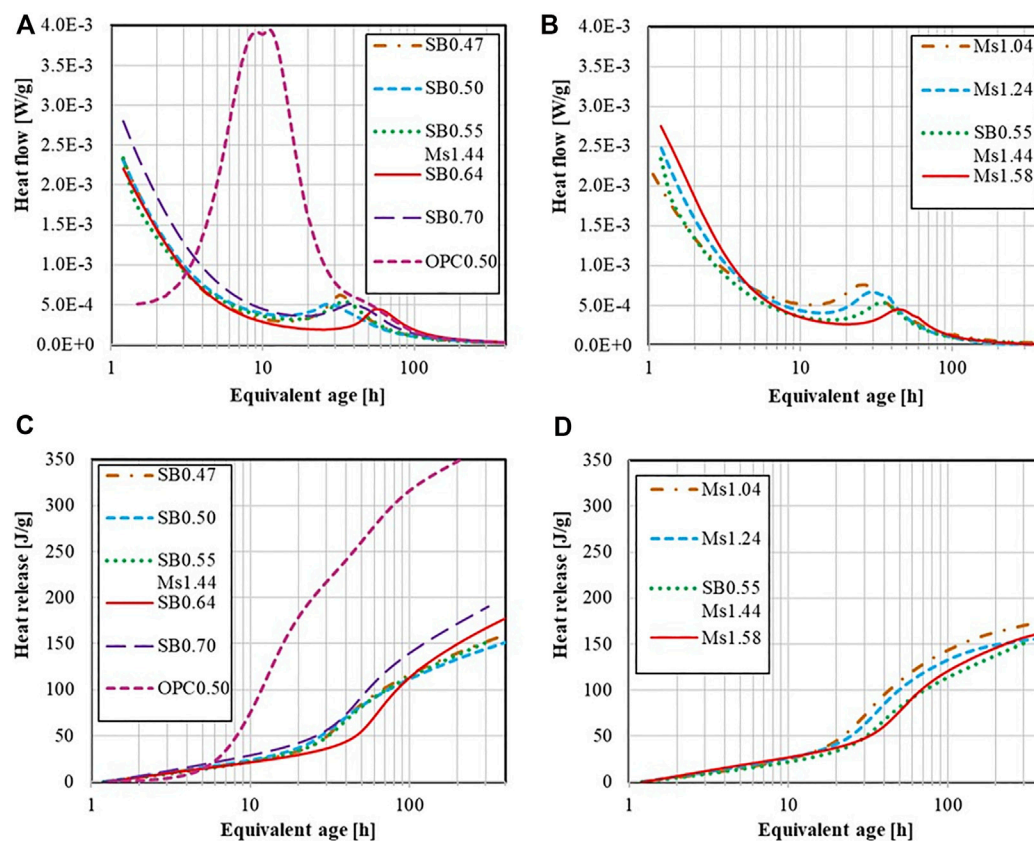 A
Heat flow [W/g]
4.0E-3
3.5E-3
3.0E-3
2.5E-3
2.0E-3
1.5E-3
1.0E-3
5.0E-4
0.0E+0
1
10
100
Equivalent age [h]
SB0.47
SB0.50
SB0.55
Ms1.44
SB0.64
SB0.70
OPC0.50
B
Heat flow [W/g]
4.0E-3
3.5E-3
3.0E-3
2.5E-3
2.0E-3
1.5E-3
1.0E-3
5.0E-4
0.0E+0
1
10
100
Equivalent age [h]
Ms1.04
Ms1.24
SB0.55
Ms1.44
Ms1.58
C
Heat release [J/g]
350
300
250
200
150
100
50
0
1
10
100
Equivalent age [h]
SB0.47
SB0.50
SB0.55
Ms1.44
SB0.64
SB0.70
OPC0.50
D
Heat release [J/g]
350
300
250
200
150
100
50
0
1
10
100
Equivalent age [h]
Ms1.04
Ms1.24
SB0.55
Ms1.44
Ms1.58